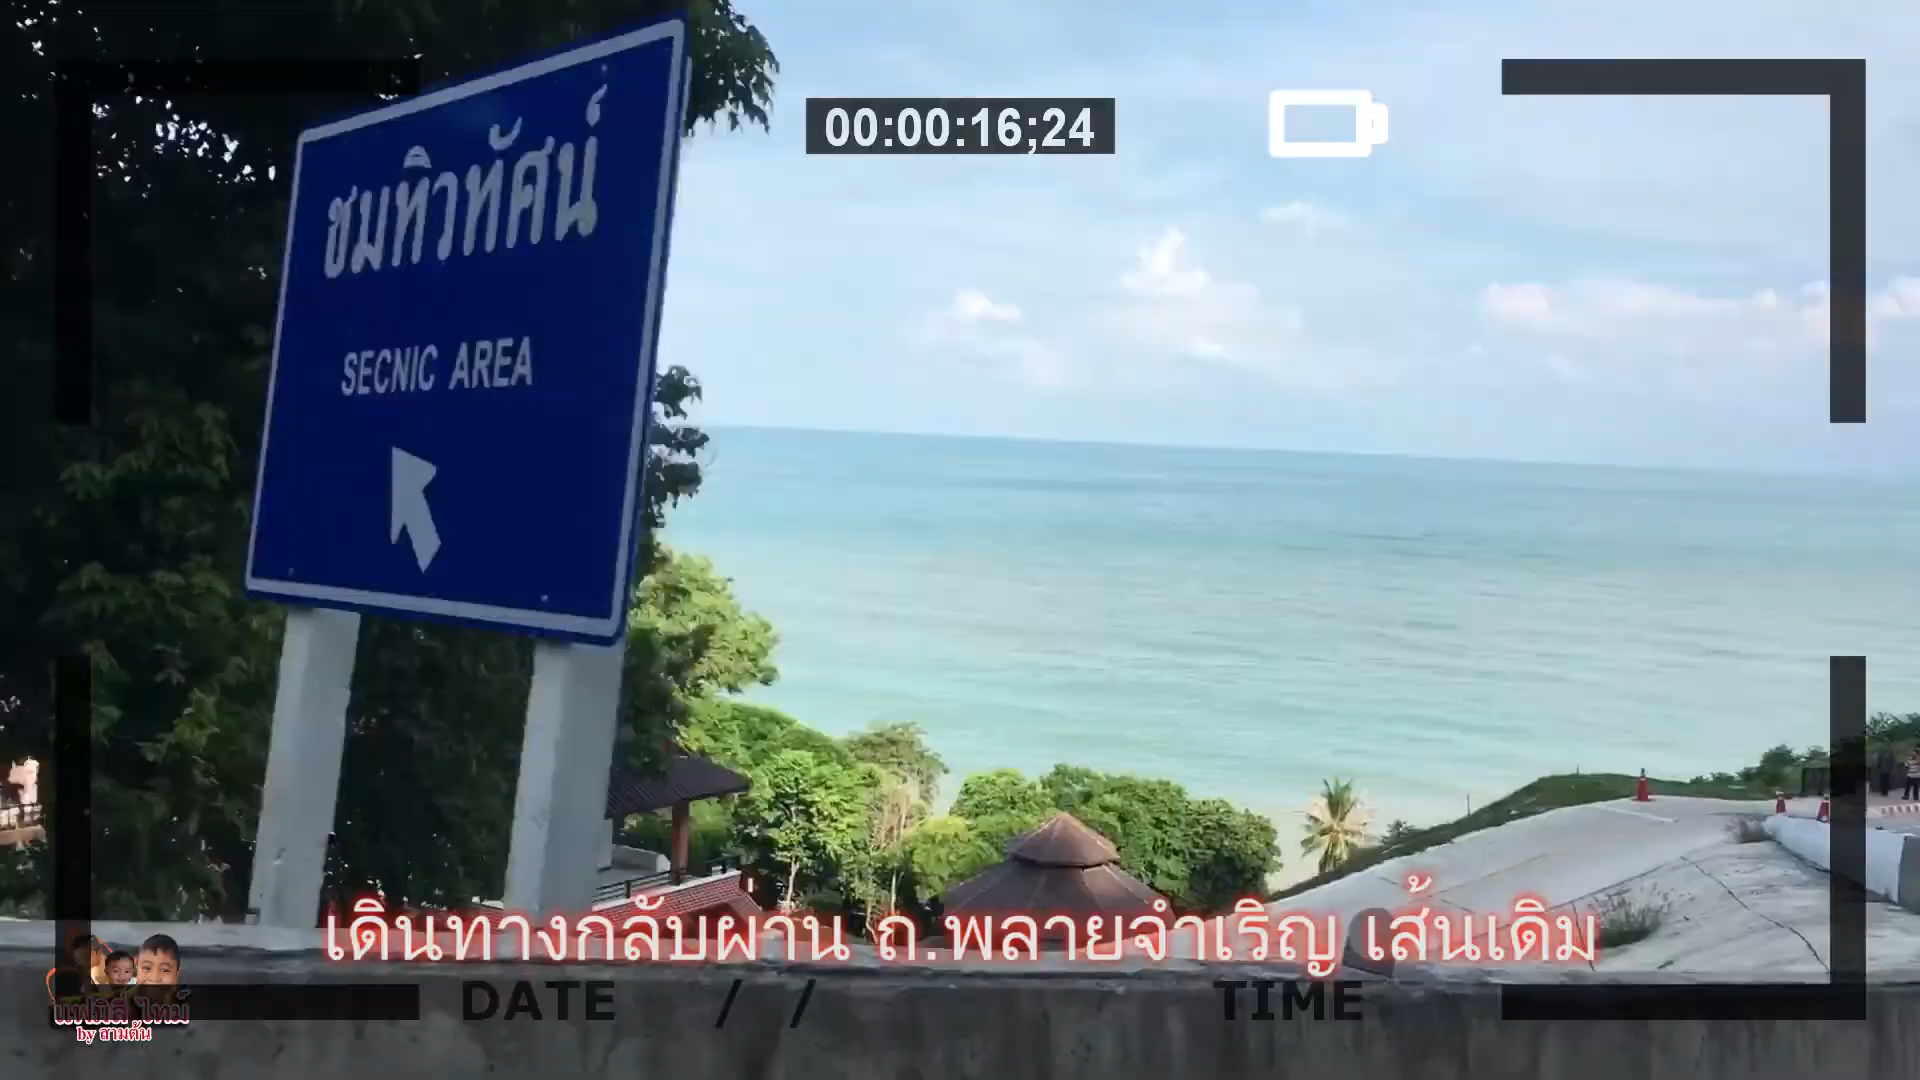 00:00:16;24
ชมทิวทัศน์
SECNIC AREA
เดินทางกลับผ่าน ถ.พลายจำเริญ เส้นเดิม
DATE / / TIME
แฟมิลี่ ไทม์
by สามต้น